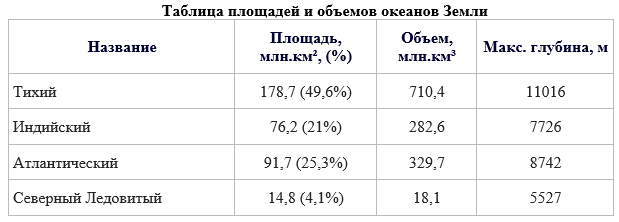 Таблица площадей и объемов океанов Земли
Название Площадь, млн.км², (%) Объем, млн.км³ Макс. глубина, м
Тихий 178,7 (49,6%) 710,4 11016
Индийский 76,2 (21%) 282,6 7726
Атлантический 91,7 (25,3%) 329,7 8742
Северный Ледовитый 14,8 (4,1%) 18,1 5527